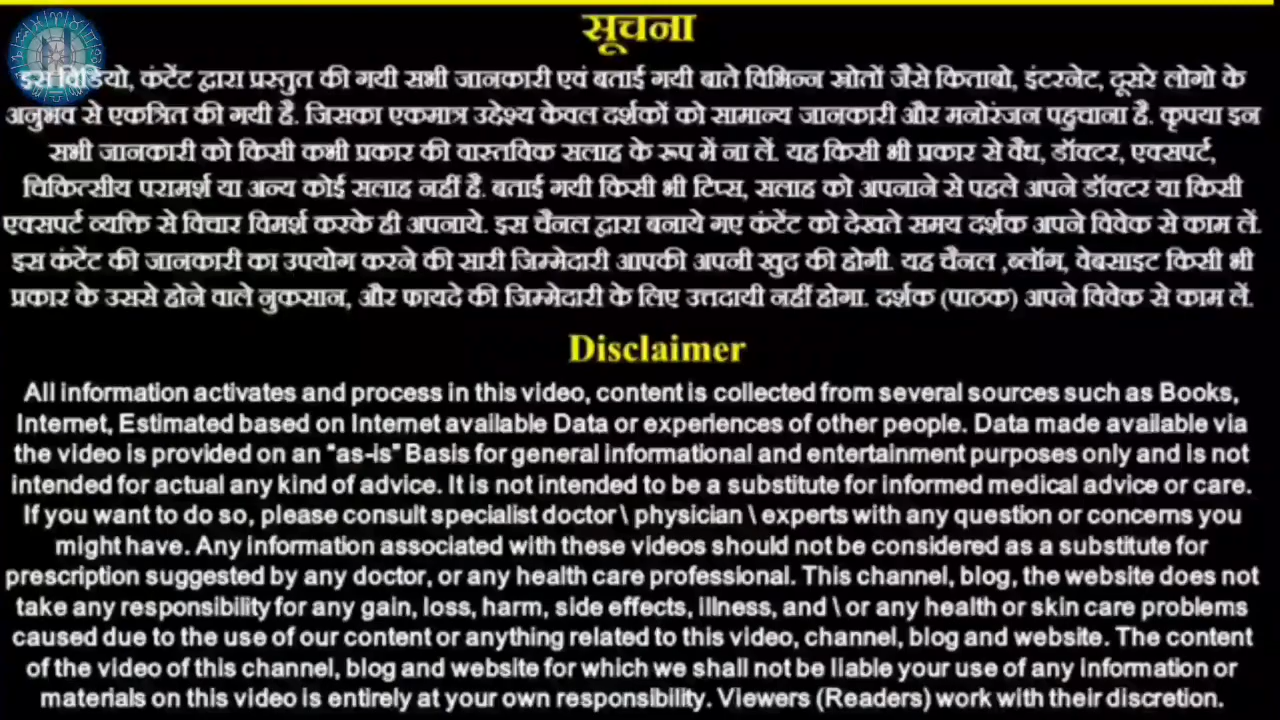 सूचना
इस विडियो, कंटेंट द्वारा प्रस्तुत की गयी सभी जानकारी एवं बताई गयी बाते विभिन्न स्रोतों जैसे किताबो, इंटरनेट, दूसरे लोगो के
अनुभव से एकत्रित की गयी है. जिसका एकमात्र उद्देश्य केवल दर्शकों को सामान्य जानकारी और मनोरंजन पहुचाना है. कृपया इन
सभी जानकारी को किसी कभी प्रकार की वास्तविक सलाह के रूप में ना लें. यह किसी भी प्रकार से वैध, डॉक्टर, एक्सपर्ट,
चिकित्सीय परामर्श या अन्य कोई सलाह नहीं है. बताई गयी किसी भी टिप्स, सलाह को अपनाने से पहले अपने डॉक्टर या किसी
एक्सपर्ट व्यक्ति से विचार विमर्श करके ही अपनाये. इस चैनल द्वारा बनाये गए कंटेंट को देखते समय दर्शक अपने विवेक से काम लें.
इस कंटेंट की जानकारी का उपयोग करने की सारी जिम्मेदारी आपकी अपनी खुद की होगी. यह चैनल ,ब्लॉग, वेबसाइट किसी भी
प्रकार के उससे होने वाले नुकसान, और फायदे की जिम्मेदारी के लिए उत्तदायी नहीं होगा. दर्शक (पाठक) अपने विवेक से काम लें.
Disclaimer
All information activates and process in this video, content is collected from several sources such as Books,
Internet, Estimated based on Internet available Data or experiences of other people. Data made available via
the video is provided on an "as-is" Basis for general informational and entertainment purposes only and is not
intended for actual any kind of advice. It is not intended to be a substitute for informed medical advice or care.
If you want to do so, please consult specialist doctor \ physician \ experts with any question or concerns you
might have. Any information associated with these videos should not be considered as a substitute for
prescription suggested by any doctor, or any health care professional. This channel, blog, the website does not
take any responsibility for any gain, loss, harm, side effects, illness, and \ or any health or skin care problems
caused due to the use of our content or anything related to this video, channel, blog and website. The content
of the video of this channel, blog and website for which we shall not be liable your use of any information or
materials on this video is entirely at your own responsibility. Viewers (Readers) work with their discretion.